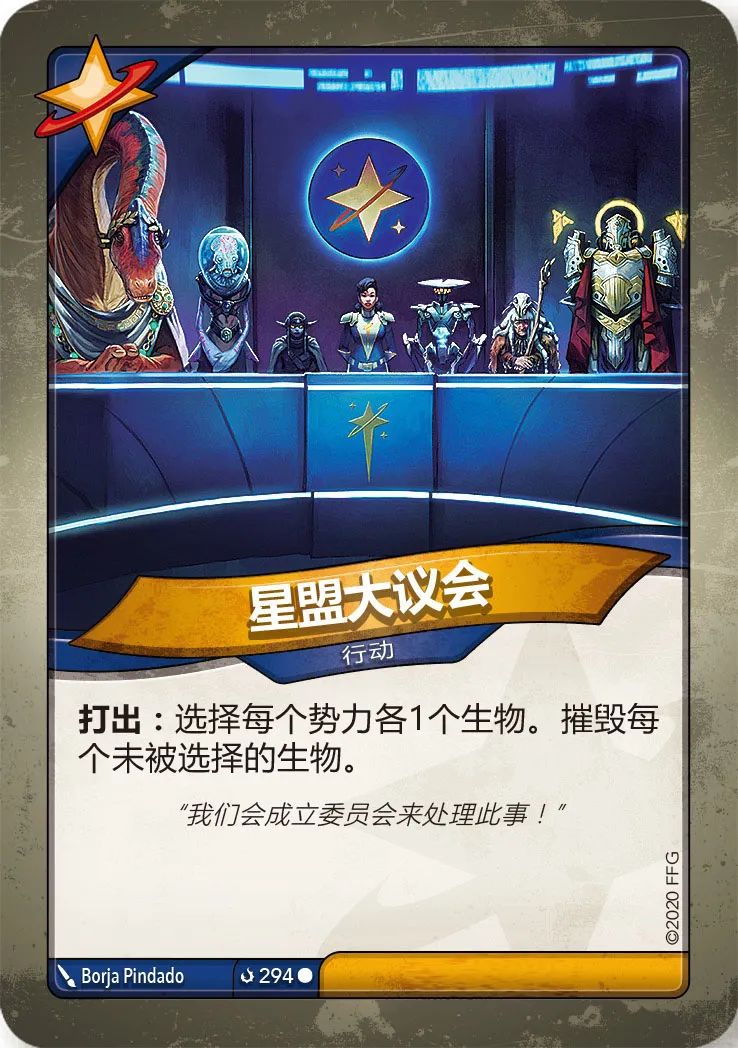 星盟大议会
行动
打出：选择每个势力各1个生物。摧毁每
个未被选择的生物。
“我们会成立委员会来处理此事！”
©2020 FFG
Borja Pindado
294